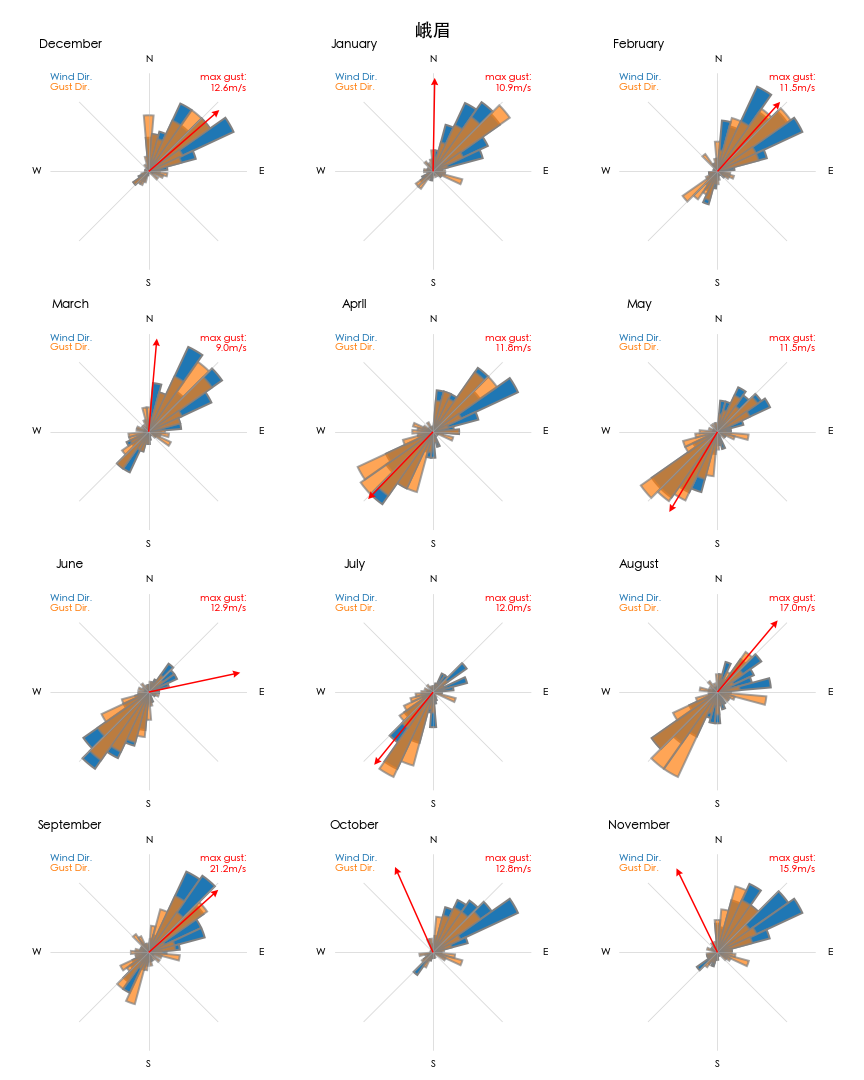 峨眉
December
N
Wind Dir.
Gust Dir.
max gust:
12.6m/s
W
E
S
January
N
Wind Dir.
Gust Dir.
max gust:
10.9m/s
W
E
S
February
N
Wind Dir.
Gust Dir.
max gust:
11.5m/s
W
E
S
March
N
Wind Dir.
Gust Dir.
max gust:
9.0m/s
W
E
S
April
N
Wind Dir.
Gust Dir.
max gust:
11.8m/s
W
E
S
May
N
Wind Dir.
Gust Dir.
max gust:
11.5m/s
W
E
S
June
N
Wind Dir.
Gust Dir.
max gust:
12.9m/s
W
E
S
July
N
Wind Dir.
Gust Dir.
max gust:
12.0m/s
W
E
S
August
N
Wind Dir.
Gust Dir.
max gust:
17.0m/s
W
E
S
September
N
Wind Dir.
Gust Dir.
max gust:
21.2m/s
W
E
S
October
N
Wind Dir.
Gust Dir.
max gust:
12.8m/s
W
E
S
November
N
Wind Dir.
Gust Dir.
max gust:
15.9m/s
W
E
S